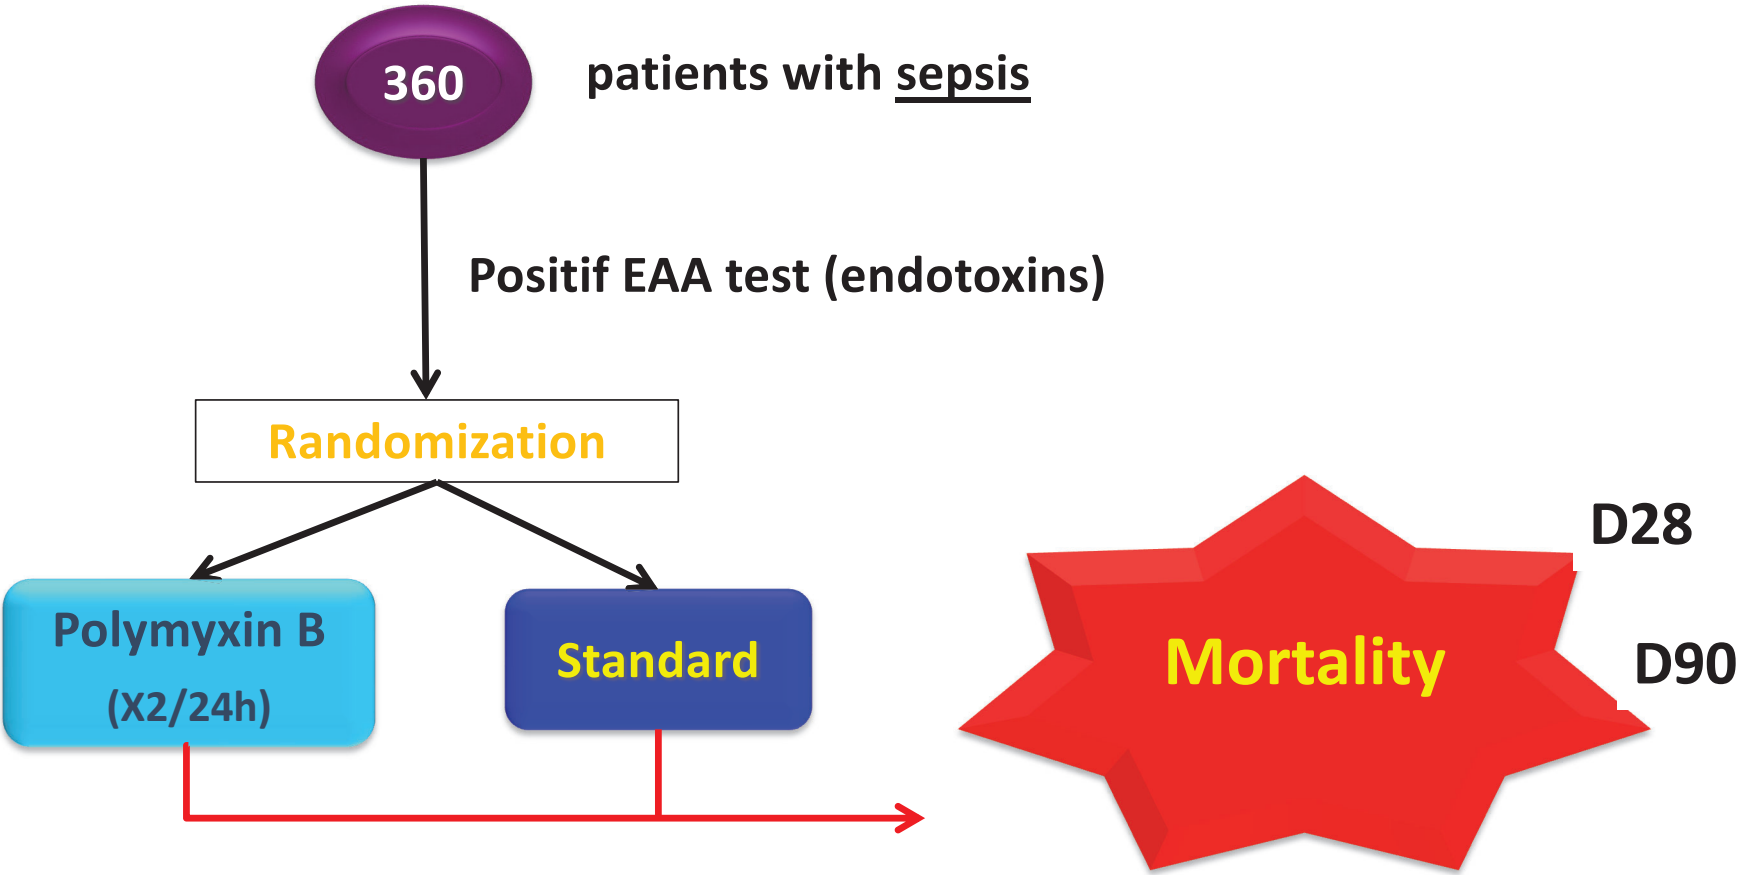 360
patients with sepsis
Positif EAA test (endotoxins)
Randomization
Polymyxin B
(X2/24h)
Standard
Mortality
D28
D90